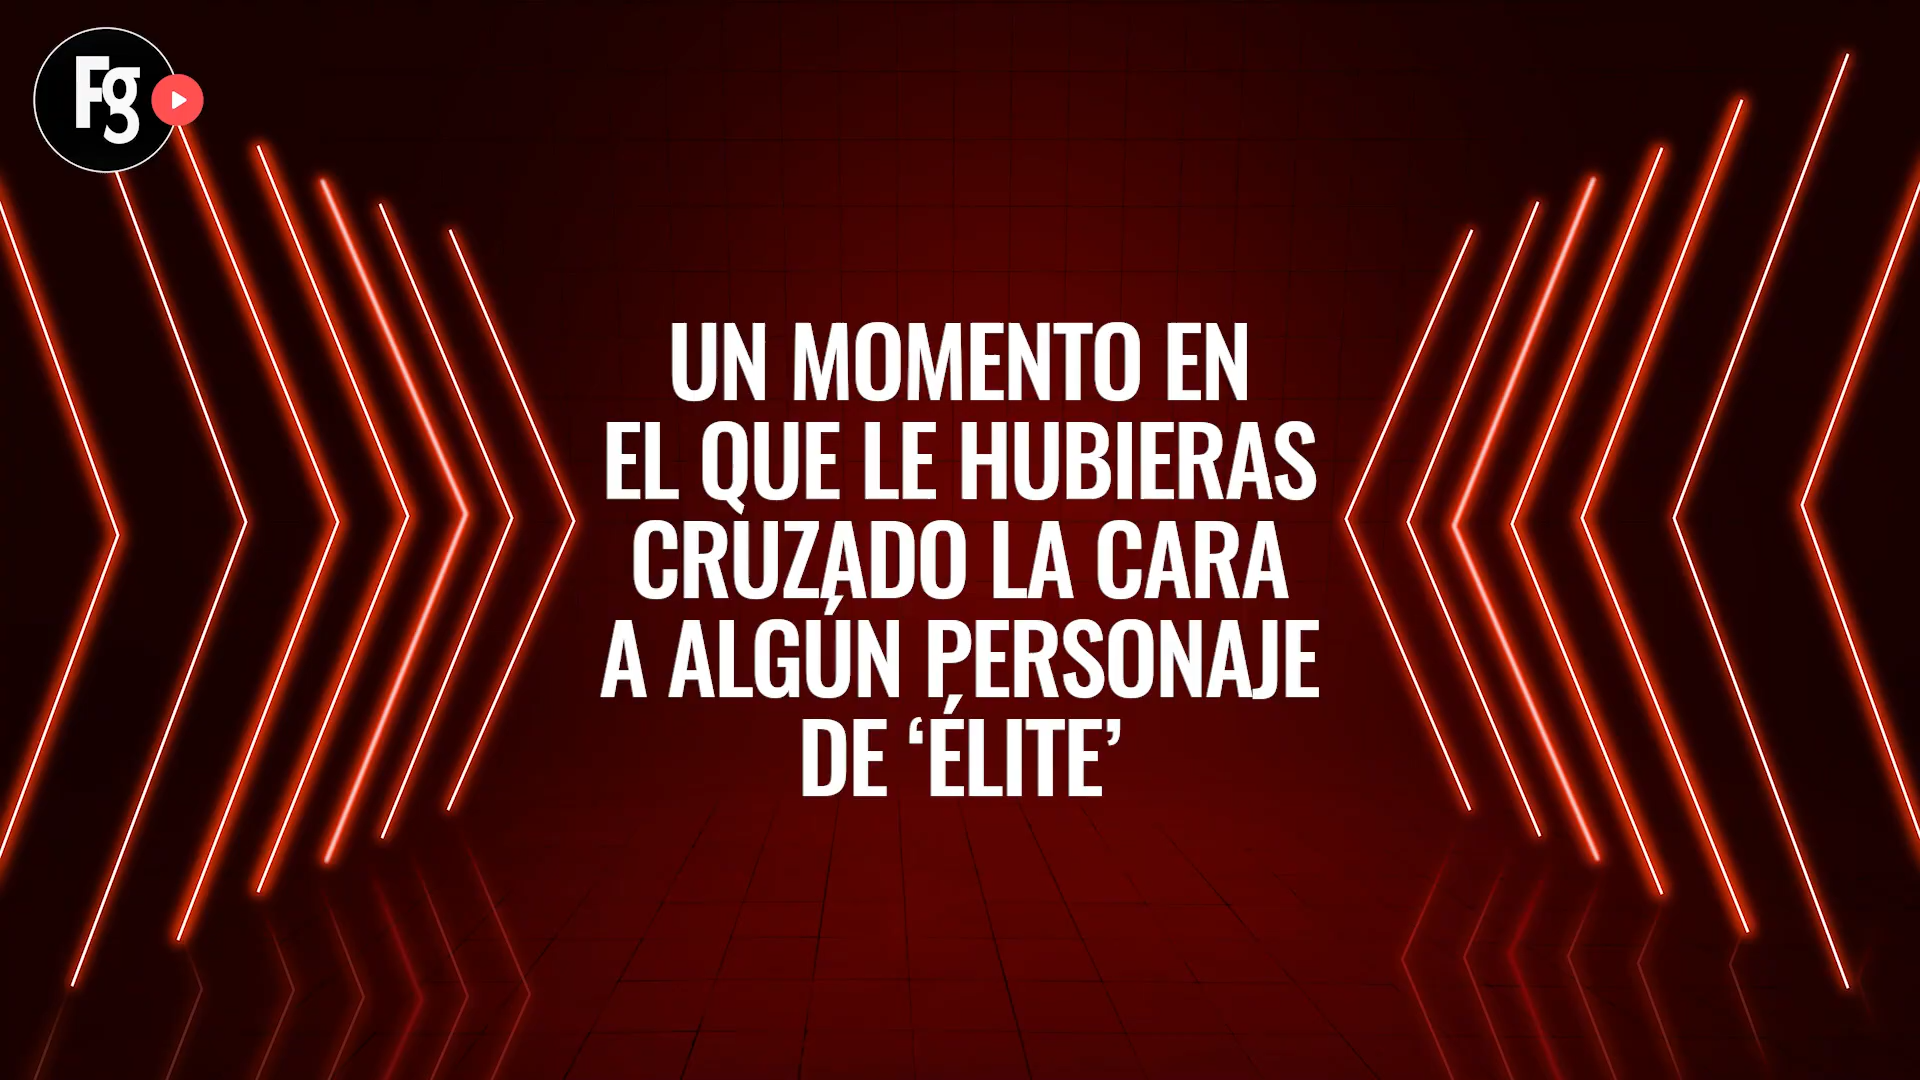 Fg
UN MOMENTO EN
EL QUE LE HUBIERAS
CRUZADO LA CARA
A ALGÚN PERSONAJE
DE ‘ÉLITE’